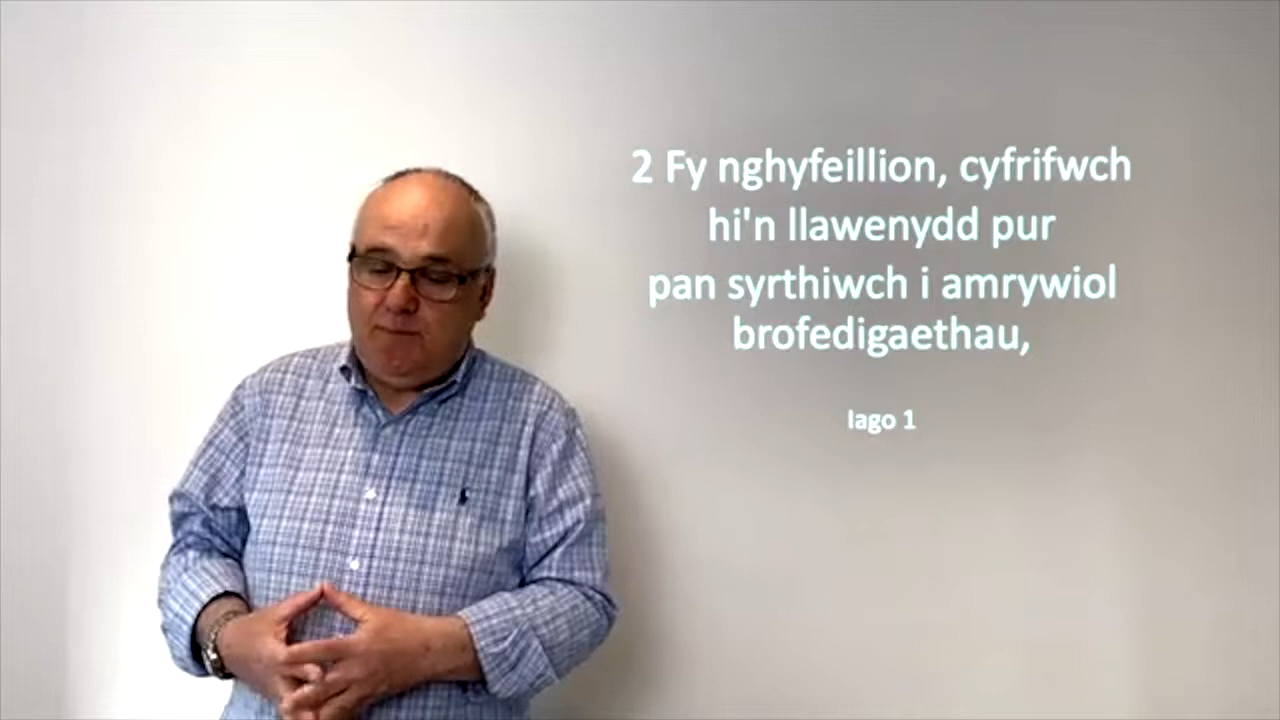 2 Fy nghyfeillion, cyfrifwch
hi'n llawenydd pur
pan syrthiwch i amrywiol
brofedigaethau,
Iago 1